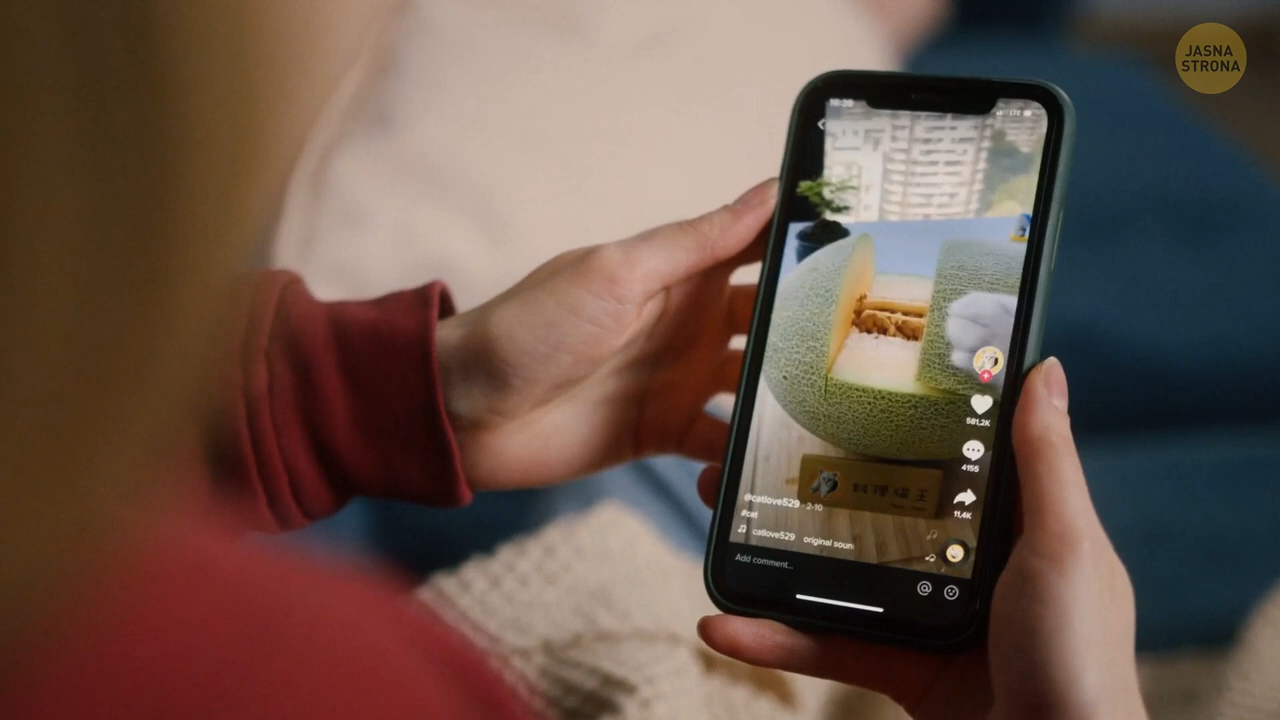 JASNA
STRONA
LTE
581,2K
4155
11,4K
@catlove529 · 2-10
#cat
catlove529 original soun
Add comment...
料理猫王